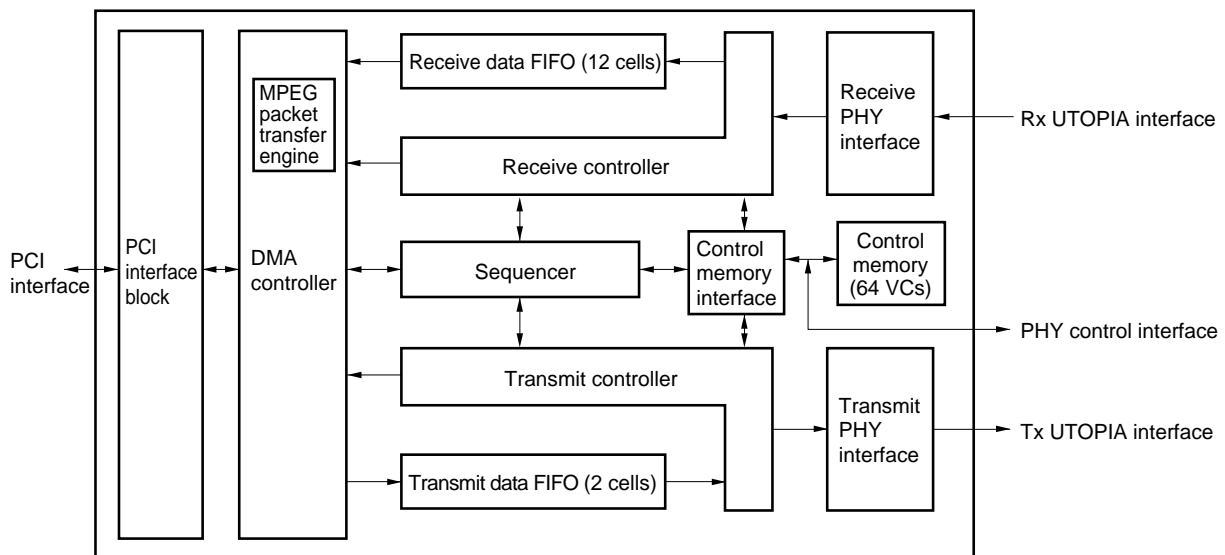 PCI
interface
PCI
interface
block
MPEG
packet
transfer
engine
DMA
controller
Receive data FIFO (12 cells)
Receive controller
Sequencer
Transmit controller
Transmit data FIFO (2 cells)
Control
memory
interface
Receive
PHY
interface
Control
memory
(64 VCs)
Transmit
PHY
interface
Rx UTOPIA interface
PHY control interface
Tx UTOPIA interface